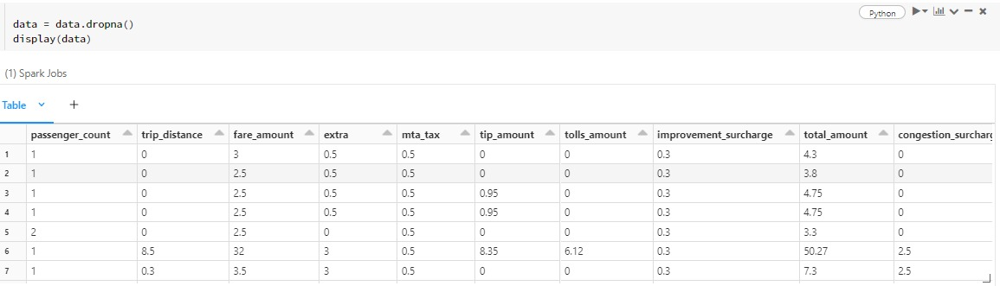 data = data.dropna()
display(data)
Python
(1) Spark Jobs
Table +
passenger_count trip_distance fare_amount extra mta_tax tip_amount tolls_amount improvement_surcharge total_amount congestion_surcharg
1 1 0 3 0.5 0.5 0 0 0.3 4.3 0
2 1 0 2.5 0.5 0.5 0 0 0.3 3.8 0
3 1 0 2.5 0.5 0.5 0.95 0 0.3 4.75 0
4 1 0 2.5 0.5 0.5 0.95 0 0.3 4.75 0
5 2 0 2.5 0 0.5 0 0 0.3 3.3 0
6 1 8.5 32 3 0.5 8.35 6.12 0.3 50.27 2.5
7 1 0.3 3.5 3 0.5 0 0 0.3 7.3 2.5